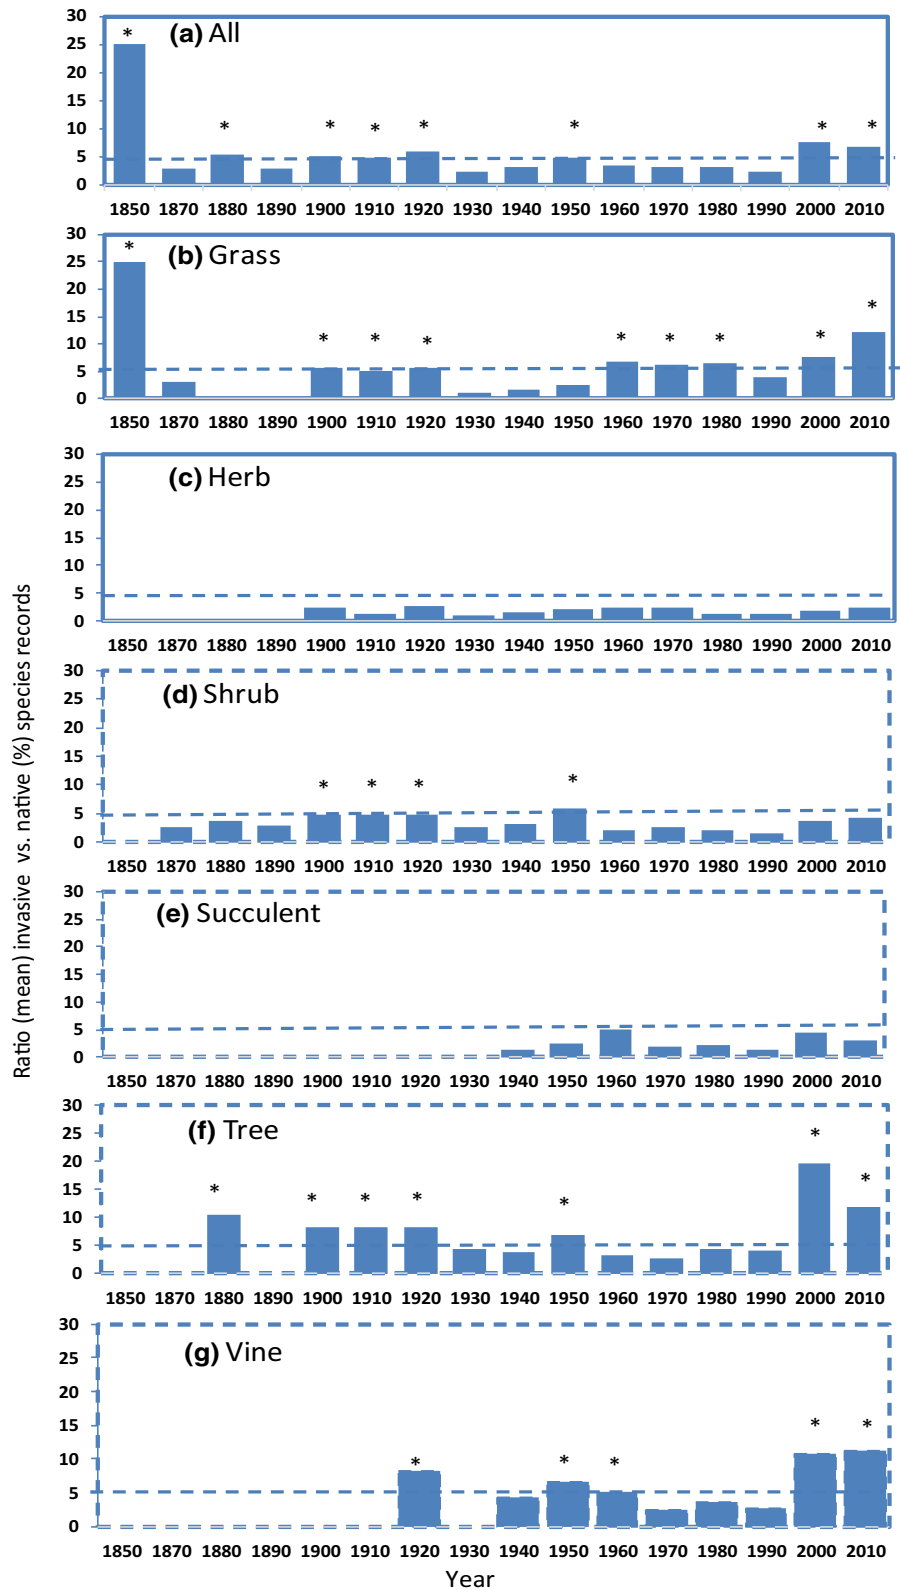 (a) All
30
25
20
15
10
5
0
* * * * * * * *
1850 1870 1880 1890 1900 1910 1920 1930 1940 1950 1960 1970 1980 1990 2000 2010
(b) Grass
30
25
20
15
10
5
0
* * * * * * * * *
1850 1870 1880 1890 1900 1910 1920 1930 1940 1950 1960 1970 1980 1990 2000 2010
(c) Herb
30
25
20
15
10
5
0
1850 1870 1880 1890 1900 1910 1920 1930 1940 1950 1960 1970 1980 1990 2000 2010
(d) Shrub
30
25
20
15
10
5
0
* * * *
1850 1870 1880 1890 1900 1910 1920 1930 1940 1950 1960 1970 1980 1990 2000 2010
(e) Succulent
30
25
20
15
10
5
0
1850 1870 1880 1890 1900 1910 1920 1930 1940 1950 1960 1970 1980 1990 2000 2010
(f) Tree
30
25
20
15
10
5
0
* * * * * * *
1850 1870 1880 1890 1900 1910 1920 1930 1940 1950 1960 1970 1980 1990 2000 2010
(g) Vine
30
25
20
15
10
5
0
* * * * *
1850 1870 1880 1890 1900 1910 1920 1930 1940 1950 1960 1970 1980 1990 2000 2010
Year
Ratio (mean) invasive vs. native (%) species records